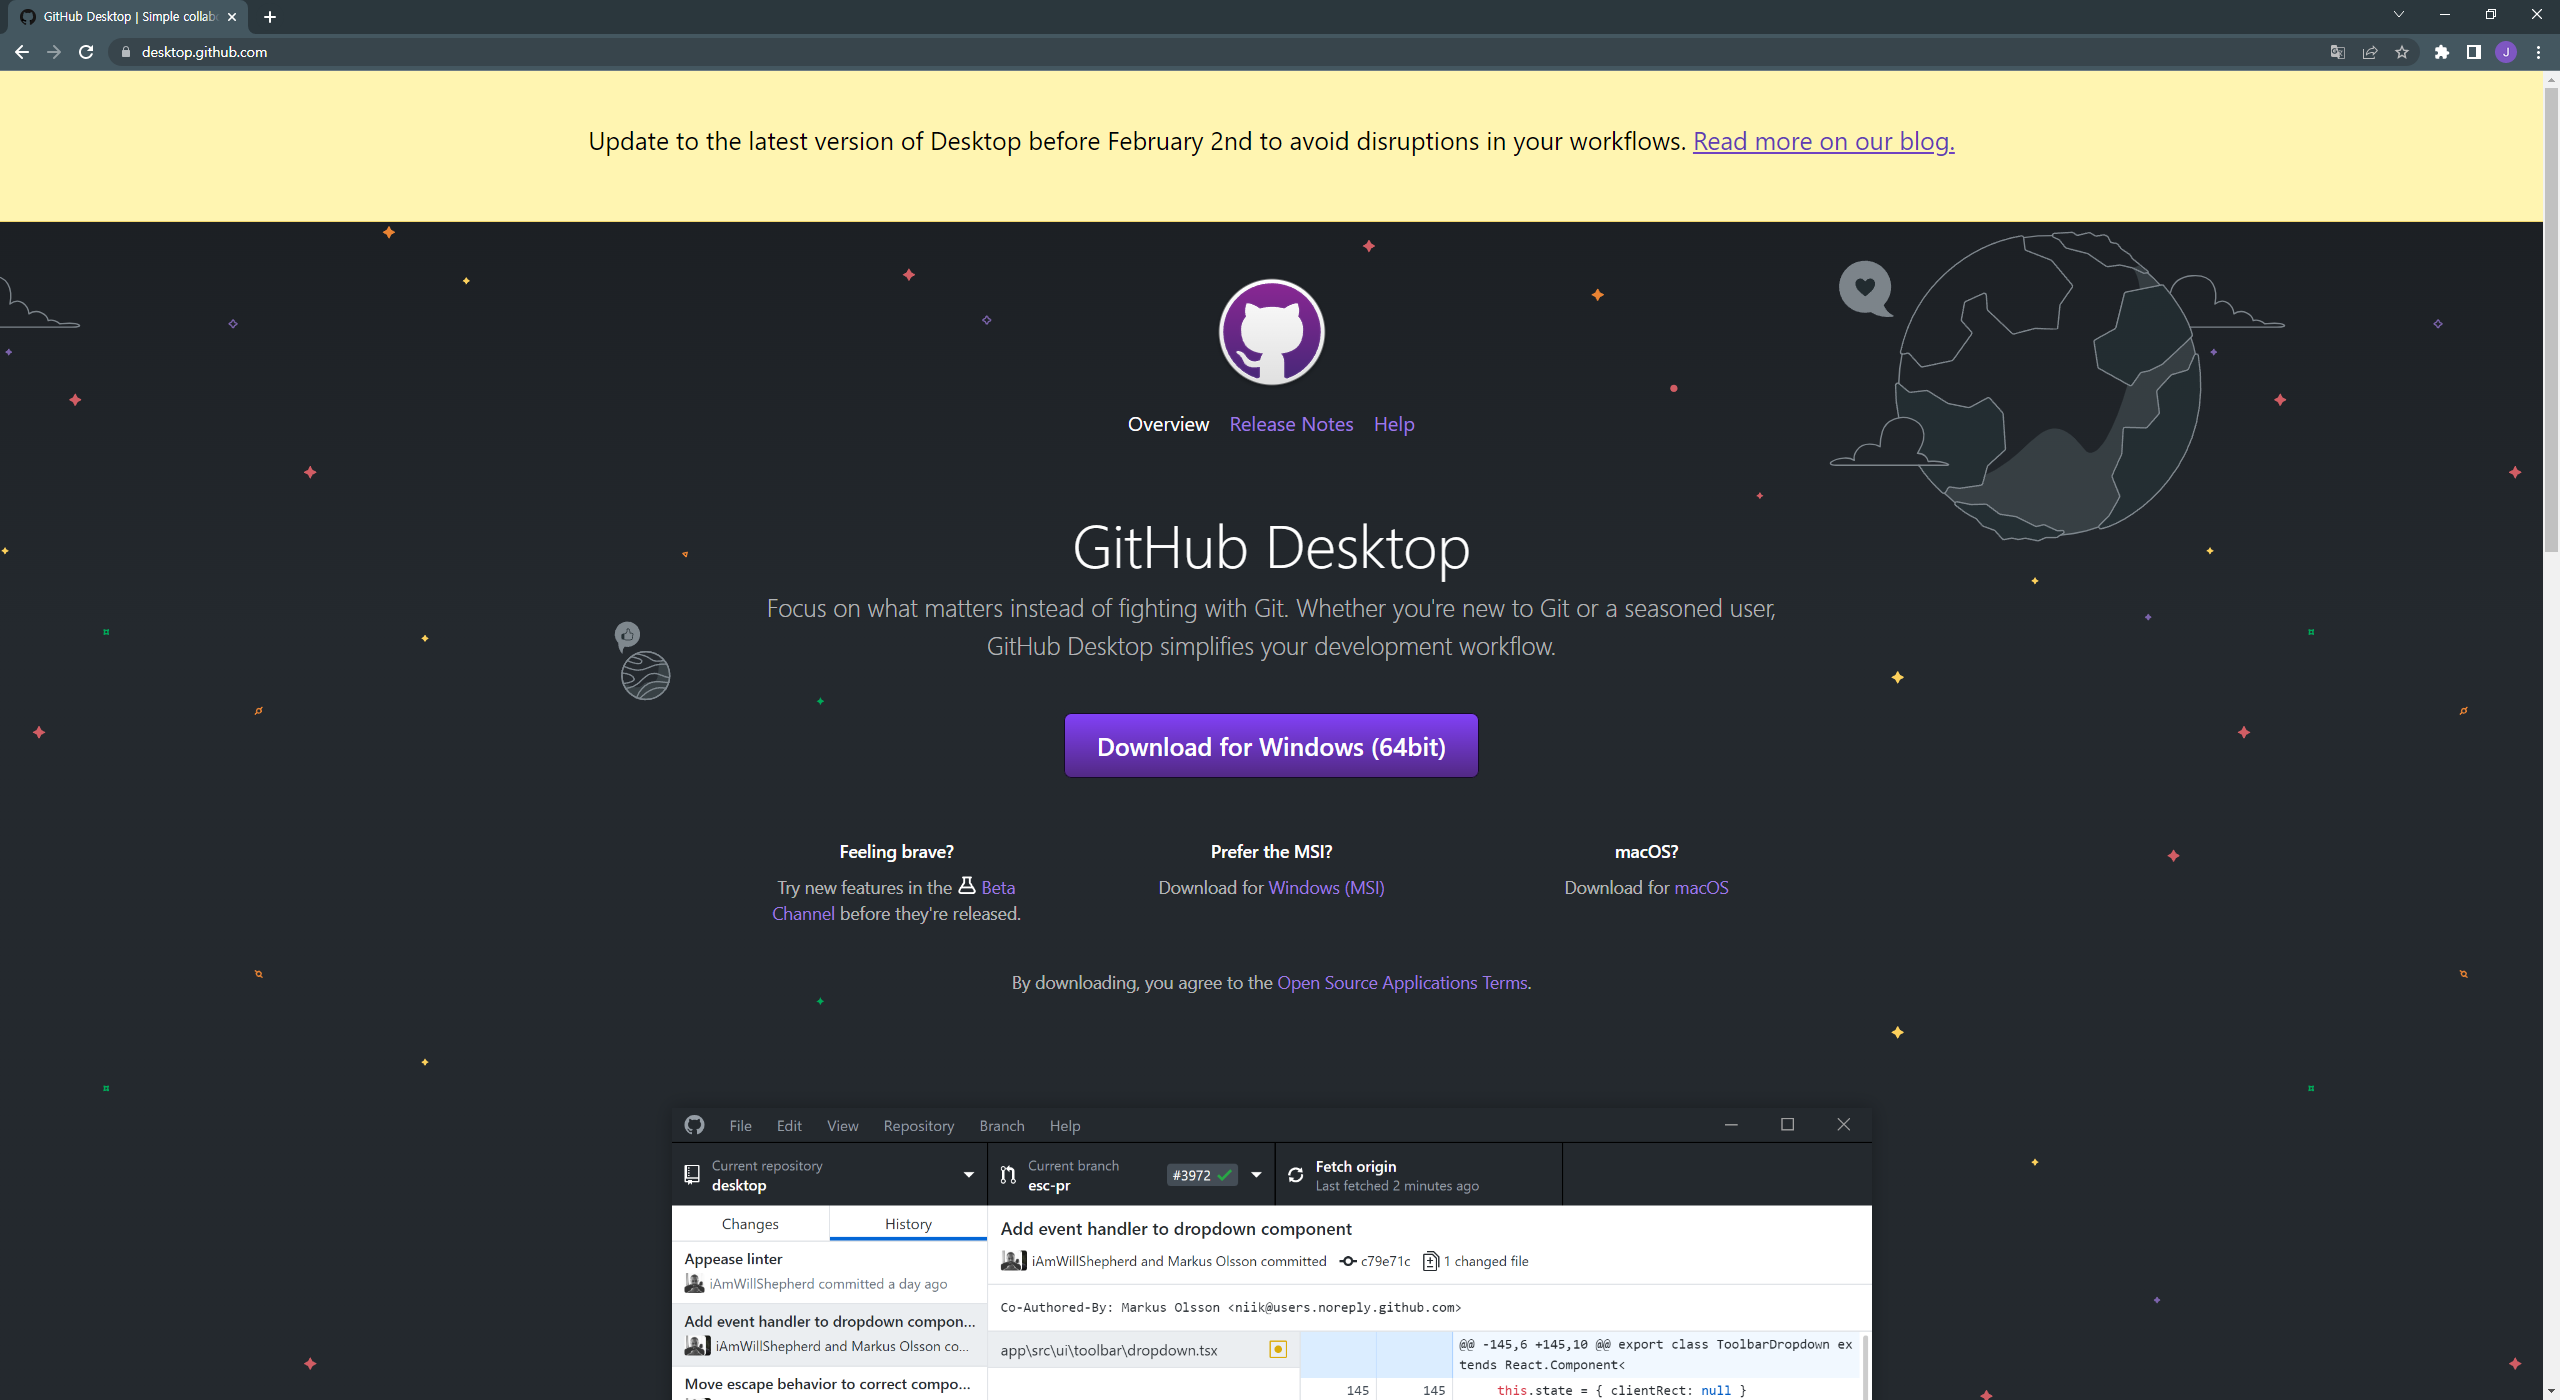 GitHub Desktop | Simple collab
desktop.github.com
J
Update to the latest version of Desktop before February 2nd to avoid disruptions in your workflows. Read more on our blog.
Overview Release Notes Help
GitHub Desktop
Focus on what matters instead of fighting with Git. Whether you're new to Git or a seasoned user,
GitHub Desktop simplifies your development workflow.
Download for Windows (64bit)
Feeling brave?
Try new features in the Beta
Channel before they're released.
Prefer the MSI?
Download for Windows (MSI)
macOS?
Download for macOS
By downloading, you agree to the Open Source Applications Terms.
File Edit View Repository Branch Help
Current repository
desktop
Current branch
esc-pr
#3972
Fetch origin
Last fetched 2 minutes ago
Changes History
Appease linter
iAmWillShepherd committed a day ago
Add event handler to dropdown compon...
iAmWillShepherd and Markus Olsson co...
Move escape behavior to correct compo...
Add event handler to dropdown component
iAmWillShepherd and Markus Olsson committed c79e71c 1 changed file
Co-Authored-By: Markus Olsson <niik@users.noreply.github.com>
app\src\ui\toolbar\dropdown.tsx
@@ -145,6 +145,10 @@ export class ToolbarDropdown ex
tends React.Component<
145 145 this.state = { clientRect: null }